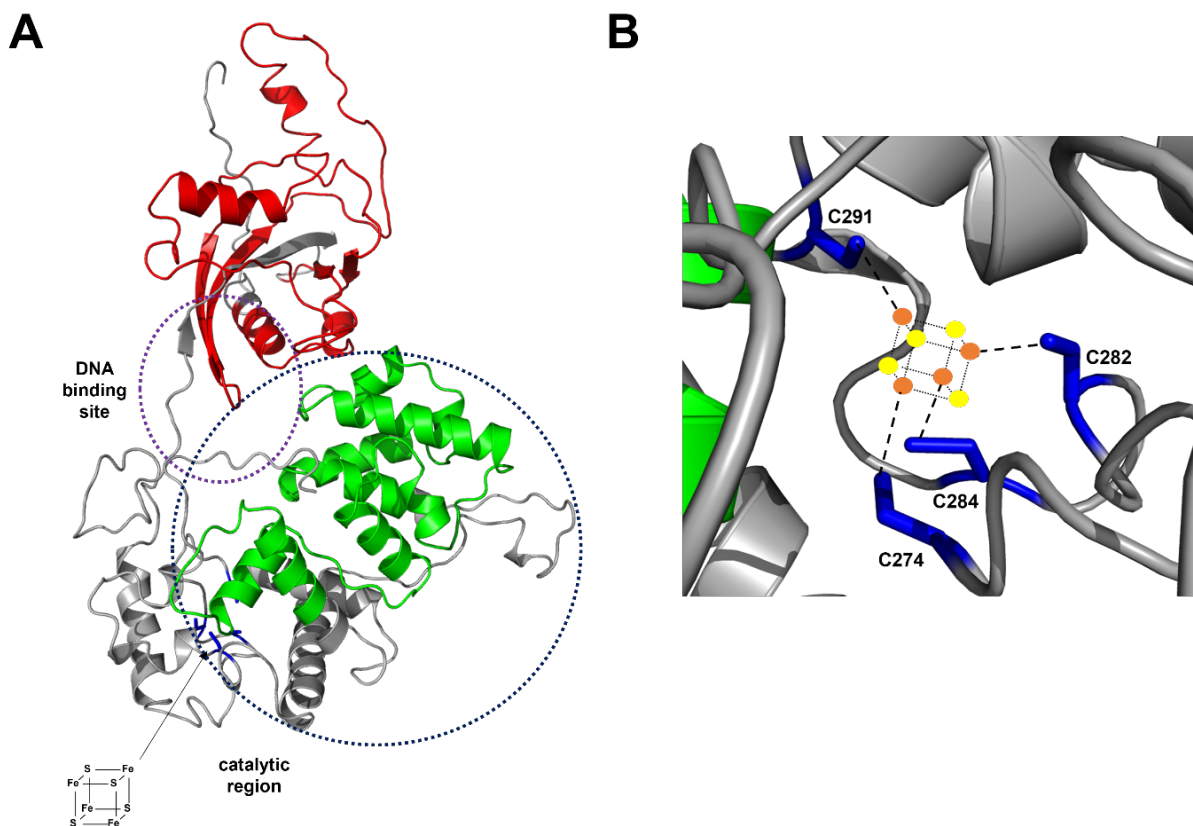 A
B
DNA
binding
site
catalytic
region
S Fe
Fe S
Fe S
S Fe
C291
C282
C284
C274